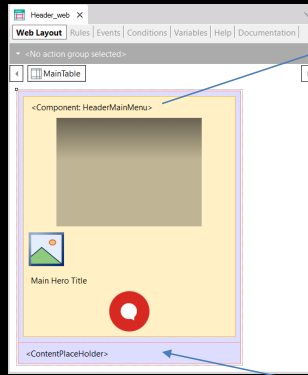 Header_web ×
Web Layout | Rules | Events | Conditions | Variables | Help | Documentation |
<No action group selected>
MainTable
<Component: HeaderMainMenu>
Main Hero Title
<ContentPlaceHolder>